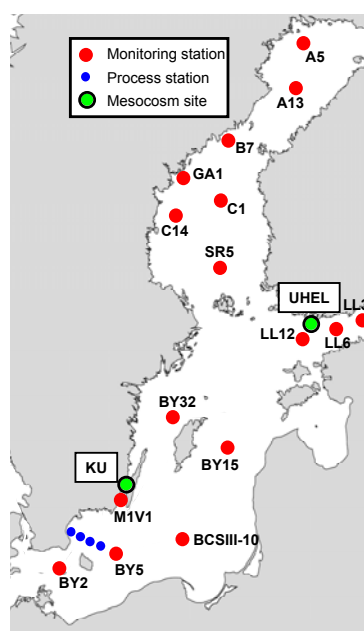 Monitoring station
Process station
Mesocosm site
A5
A13
B7
GA1
C1
C14
SR5
UHEL
LL3
LL12
LL6
BY32
BY15
KU
M1V1
BCSIII-10
BY5
BY2